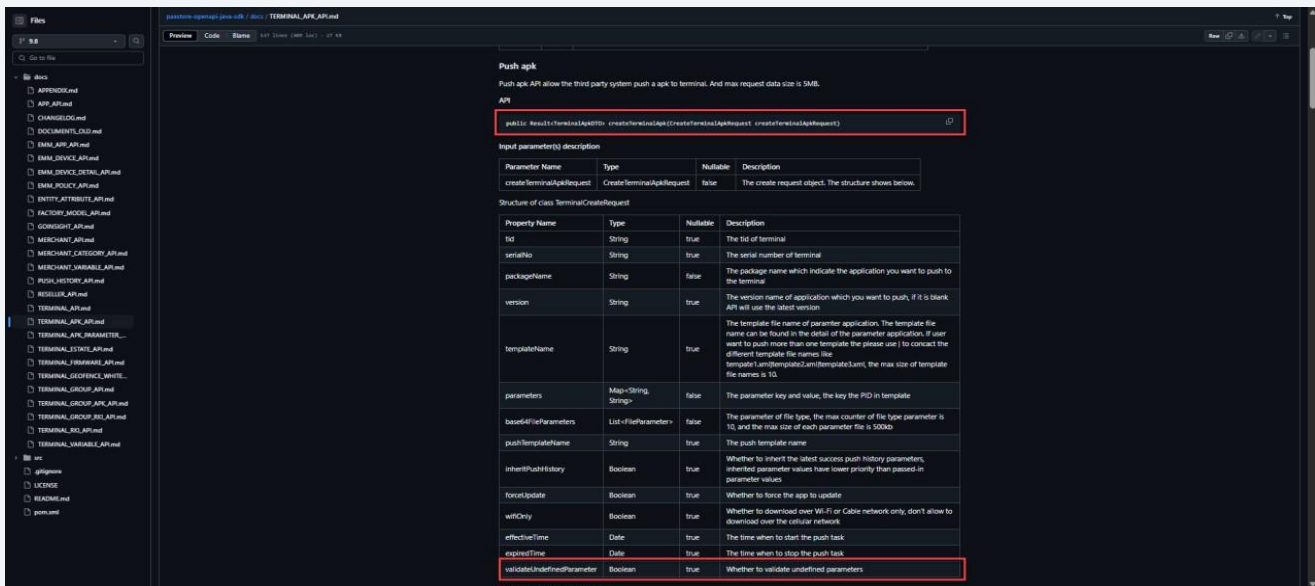 Files
paxstore-openapi-java-sdk / docs / TERMINAL_APK_API.md
Top
9.8
Preview Code Blame
Raw
Go to file
docs
APPENDIX.md
APP_API.md
CHANGELOG.md
DOCUMENTS_OLD.md
EMM_APP_API.md
EMM_DEVICE_API.md
EMM_DEVICE_DETAIL_API.md
EMM_POLICY_API.md
ENTITY_ATTRIBUTE_API.md
FACTORY_MODEL_API.md
GOINSIGHT_API.md
MERCHANT_API.md
MERCHANT_CATEGORY_API.md
MERCHANT_VARIABLE_API.md
PUSH_HISTORY_API.md
RESELLER_API.md
TERMINAL_API.md
TERMINAL_APK_API.md
TERMINAL_APK_PARAMETER_...
TERMINAL_ESTATE_API.md
TERMINAL_FIRMWARE_API.md
TERMINAL_GEOFENCE_WHITE...
TERMINAL_GROUP_API.md
TERMINAL_GROUP_APK_API.md
TERMINAL_GROUP_RKI_API.md
TERMINAL_RKI_API.md
TERMINAL_VARIABLE_API.md
src
.gitignore
LICENSE
README.md
pom.xml
Push apk
Push apk API allow the third party system push a apk to terminal. And max request data size is 5MB.
API
public Result<TerminalApkDTO> createTerminalApk(CreateTerminalApkRequest createTerminalApkRequest)
Input parameter(s) description
Parameter Name Type Nullable Description
createTerminalApkRequest CreateTerminalApkRequest false The create request object. The structure shows below.
Structure of class TerminalCreateRequest
Property Name Type Nullable Description
tid String true The tid of terminal
serialNo String true The serial number of terminal
packageName String false The package name which indicate the application you want to push to
the terminal
version String true The version name of application which you want to push, if it is blank
API will use the latest version
templateName String true The template file name of paramter application. The template file
name can be found in the detail of the parameter application. If user
want to push more than one template the please use | to concact the
different template file names like
tempate1.xml|template2.xml|template3.xml, the max size of template
file names is 10.
parameters Map<String,
String> false The parameter key and value, the key the PID in template
base64FileParameters List<FileParameter> false The parameter of file type, the max counter of file type parameter is
10, and the max size of each parameter file is 500kb
pushTemplateName String true The push template name
inheritPushHistory Boolean true Whether to inherit the latest success push history parameters,
inherited parameter values have lower priority than passed-in
parameter values
forceUpdate Boolean true Whether to force the app to update
wifiOnly Boolean true Whether to download over Wi-Fi or Cable network only, don't allow to
download over the cellular network
effectiveTime Date true The time when to start the push task
expiredTime Date true The time when to stop the push task
validateUndefinedParameter Boolean true Whether to validate undefined parameters